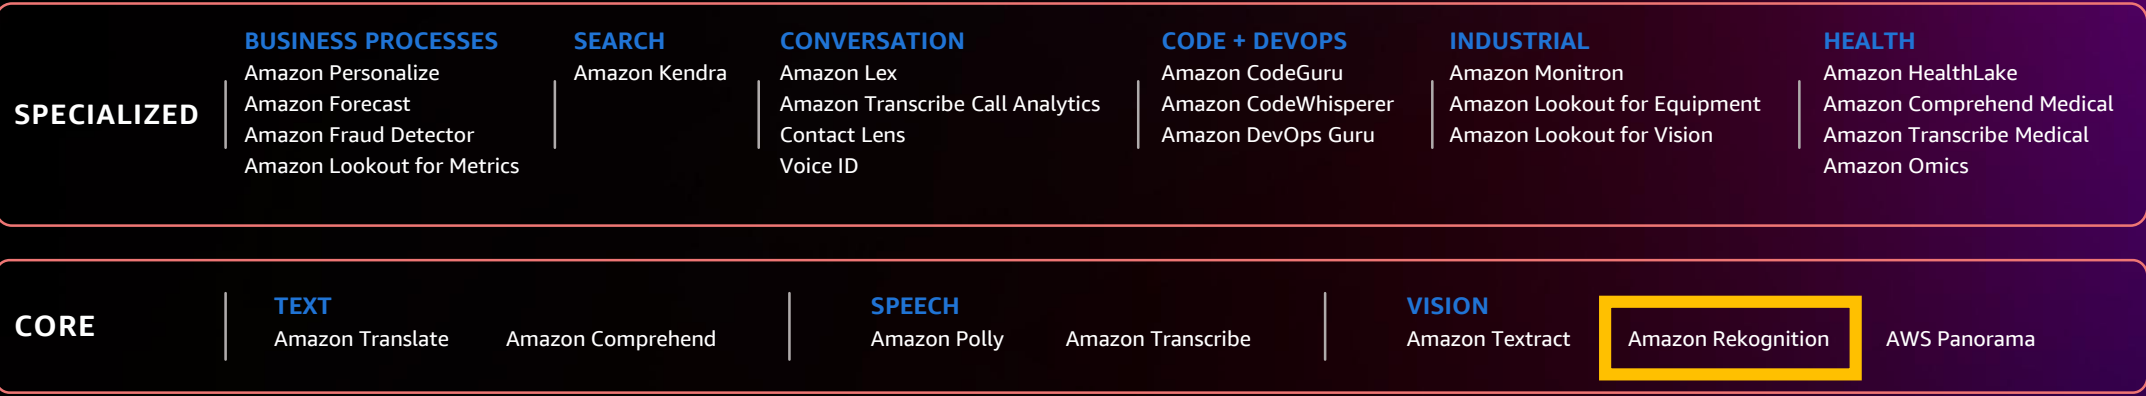 SPECIALIZED
BUSINESS PROCESSES
Amazon Personalize
Amazon Forecast
Amazon Fraud Detector
Amazon Lookout for Metrics
SEARCH
Amazon Kendra
CONVERSATION
Amazon Lex
Amazon Transcribe Call Analytics
Contact Lens
Voice ID
CODE + DEVOPS
Amazon CodeGuru
Amazon CodeWhisperer
Amazon DevOps Guru
INDUSTRIAL
Amazon Monitron
Amazon Lookout for Equipment
Amazon Lookout for Vision
HEALTH
Amazon HealthLake
Amazon Comprehend Medical
Amazon Transcribe Medical
Amazon Omics
CORE
TEXT
Amazon Translate
Amazon Comprehend
SPEECH
Amazon Polly
Amazon Transcribe
VISION
Amazon Textract
Amazon Rekognition
AWS Panorama